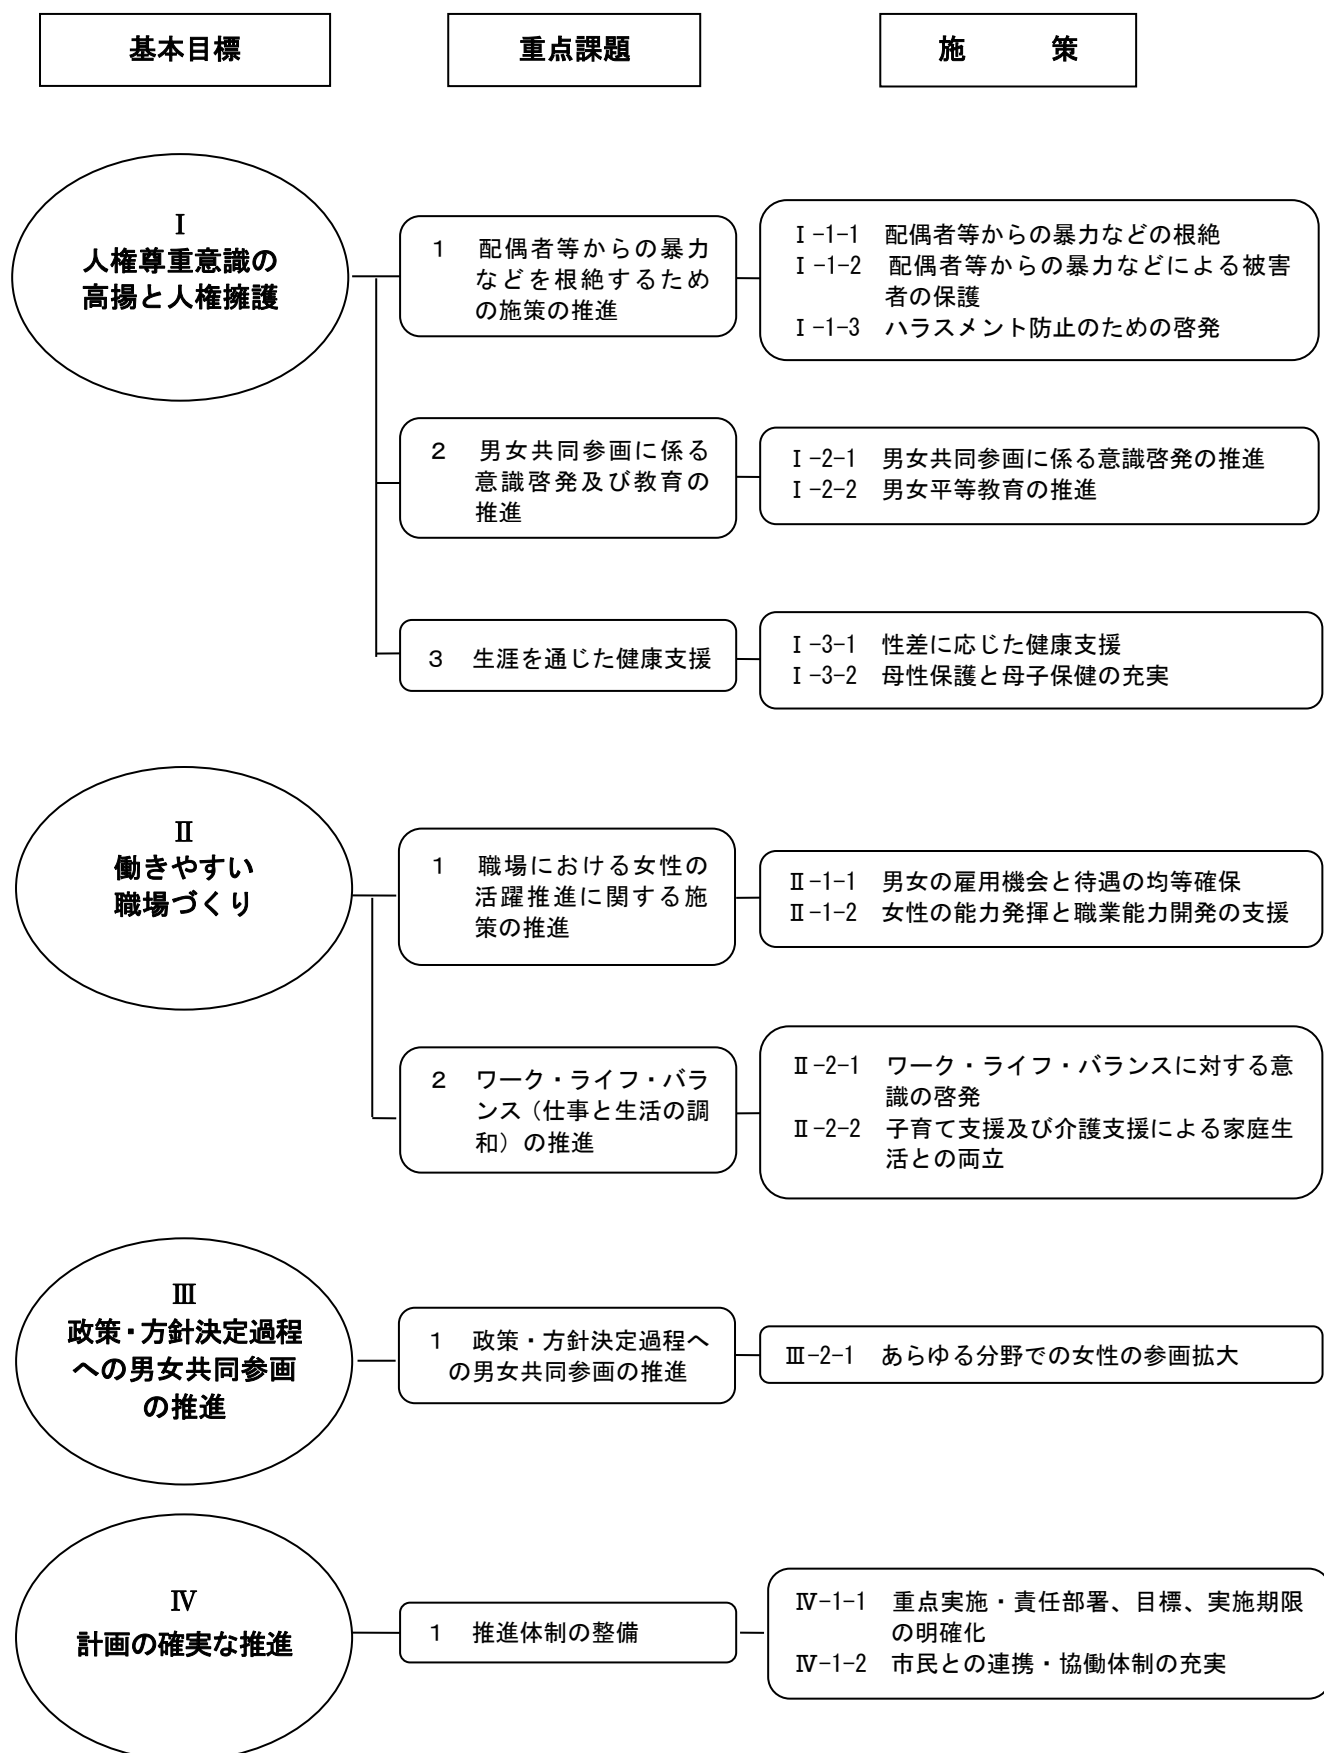 基本目標
重点課題
施　　策
Ⅰ
人権尊重意識の
高揚と人権擁護
1　配偶者等からの暴力
などを根絶するため
の施策の推進
Ⅰ-1-1　配偶者等からの暴力などの根絶
Ⅰ-1-2　配偶者等からの暴力などによる被害
者の保護
Ⅰ-1-3　ハラスメント防止のための啓発
2　男女共同参画に係る
意識啓発及び教育の
推進
Ⅰ-2-1　男女共同参画に係る意識啓発の推進
Ⅰ-2-2　男女平等教育の推進
3　生涯を通じた健康支援
Ⅰ-3-1　性差に応じた健康支援
Ⅰ-3-2　母性保護と母子保健の充実
Ⅱ
働きやすい
職場づくり
1　職場における女性の
活躍推進に関する施
策の推進
Ⅱ-1-1　男女の雇用機会と待遇の均等確保
Ⅱ-1-2　女性の能力発揮と職業能力開発の支援
2　ワーク・ライフ・バラ
ンス（仕事と生活の調
和）の推進
Ⅱ-2-1　ワーク・ライフ・バランスに対する意
識の啓発
Ⅱ-2-2　子育て支援及び介護支援による家庭生
活との両立
Ⅲ
政策・方針決定過程
への男女共同参画
の推進
1　政策・方針決定過程へ
の男女共同参画の推進
Ⅲ-2-1　あらゆる分野での女性の参画拡大
Ⅳ
計画の確実な推進
1　推進体制の整備
Ⅳ-1-1　重点実施・責任部署、目標、実施期限
の明確化
Ⅳ-1-2　市民との連携・協働体制の充実